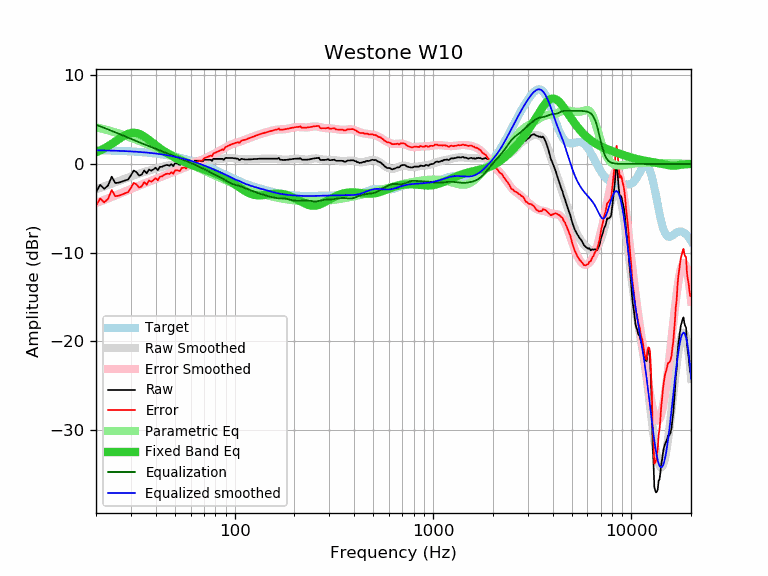 Westone W10
10
0
−10
−20
−30
Amplitude (dBr)
Target
Raw Smoothed
Error Smoothed
Raw
Error
Parametric Eq
Fixed Band Eq
Equalization
Equalized smoothed
100 1000 10000
Frequency (Hz)